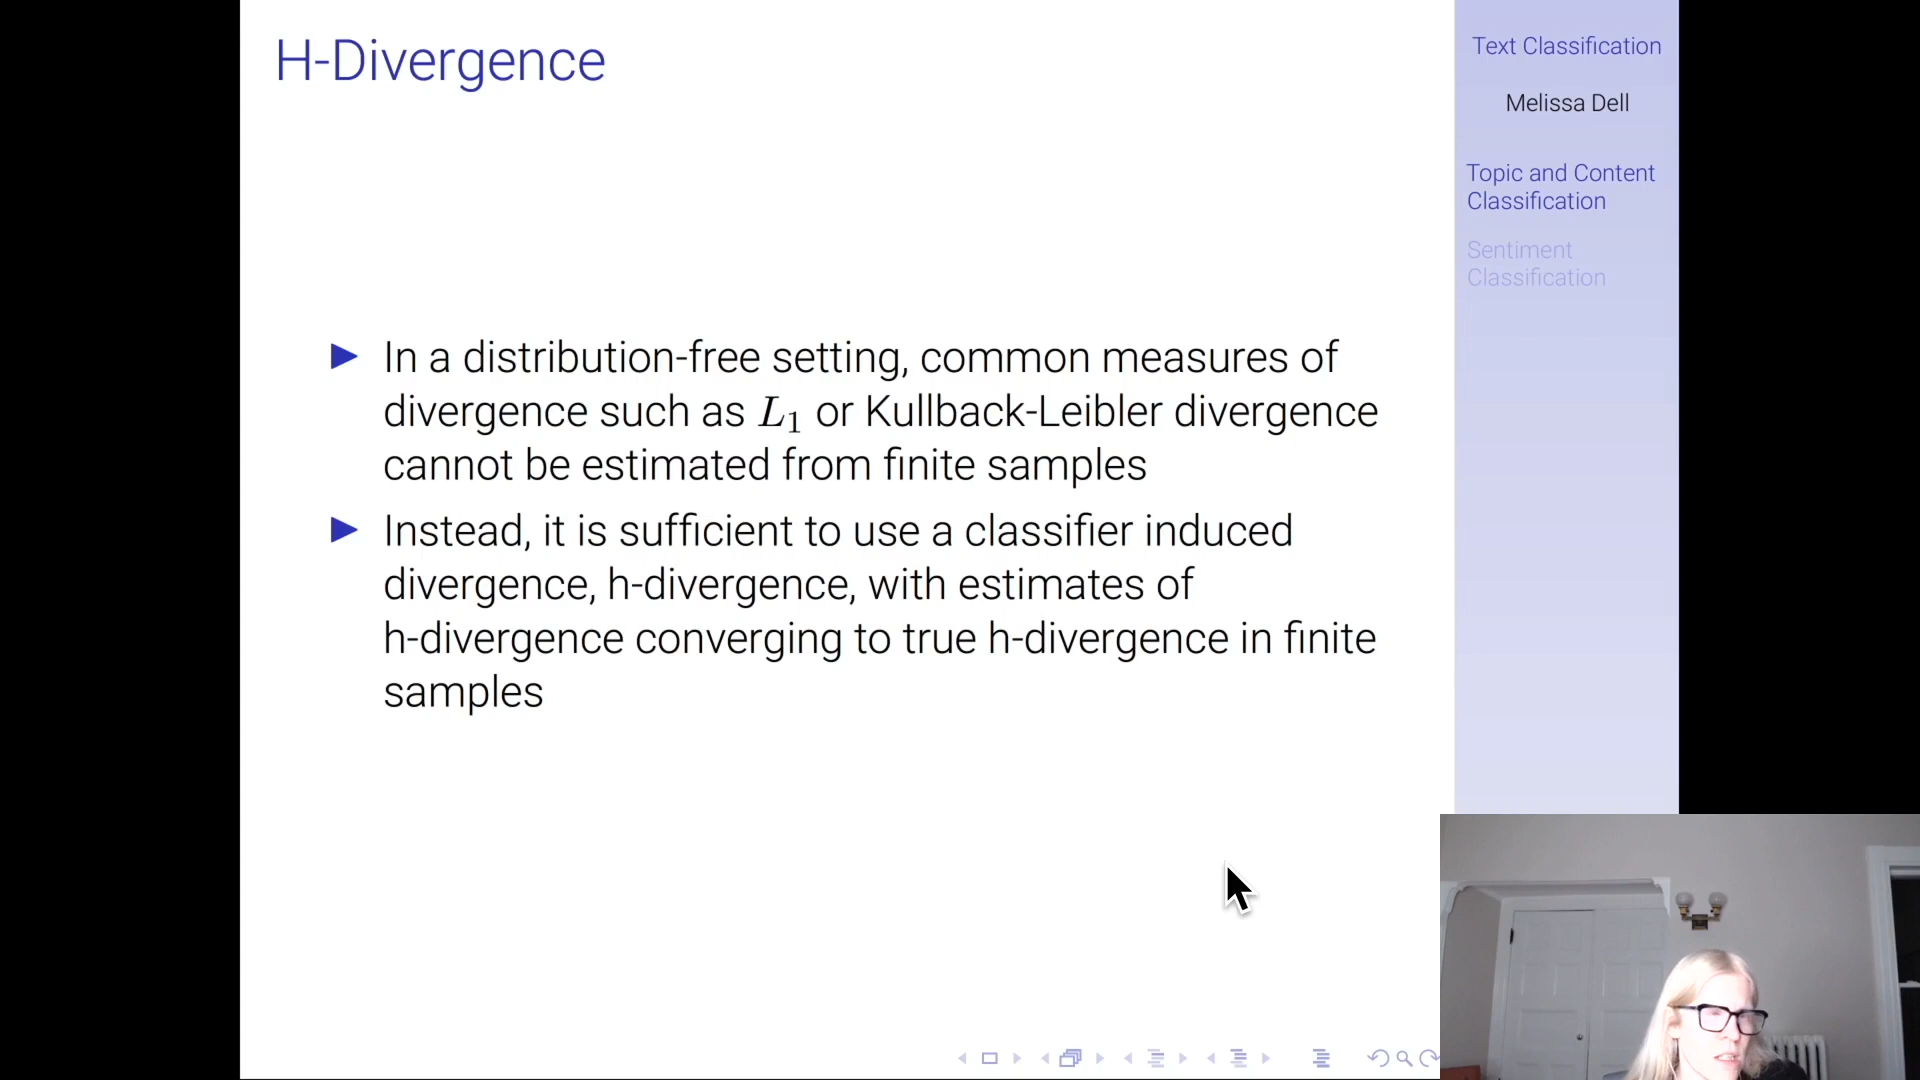 H-Divergence
In a distribution-free setting, common measures of
divergence such as L1 or Kullback-Leibler divergence
cannot be estimated from finite samples
Instead, it is sufficient to use a classifier induced
divergence, h-divergence, with estimates of
h-divergence converging to true h-divergence in finite
samples
Text Classification
Melissa Dell
Topic and Content
Classification
Sentiment
Classification